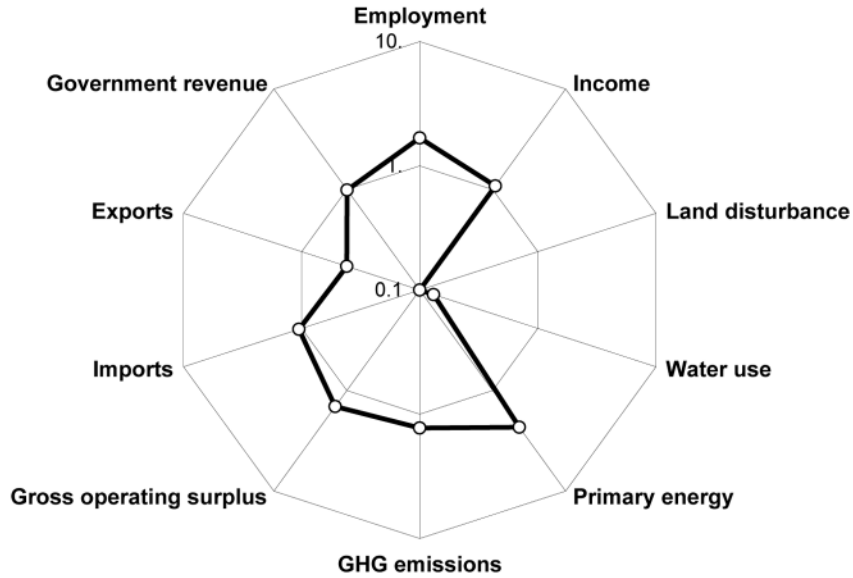 Employment
10.
Government revenue
Income
1.
Exports
Land disturbance
0.1
Imports
Water use
Gross operating surplus
Primary energy
GHG emissions